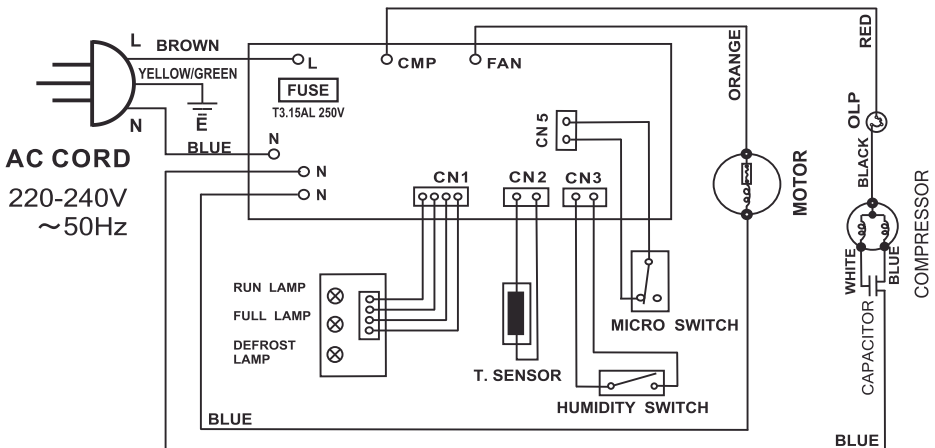 L
BROWN
YELLOW/GREEN
E
N
BLUE
AC CORD
220-240V
～50Hz
L
FUSE
T3.15AL 250V
N
N
N
CMP
FAN
CN5
CN1
CN2
CN3
RUN LAMP
FULL LAMP
DEFROST
LAMP
T. SENSOR
MICRO SWITCH
HUMIDITY SWITCH
BLUE
ORANGE
MOTOR
RED
OLP
BLACK
COMPRESSOR
WHITE
BLUE
CAPACITOR
BLUE